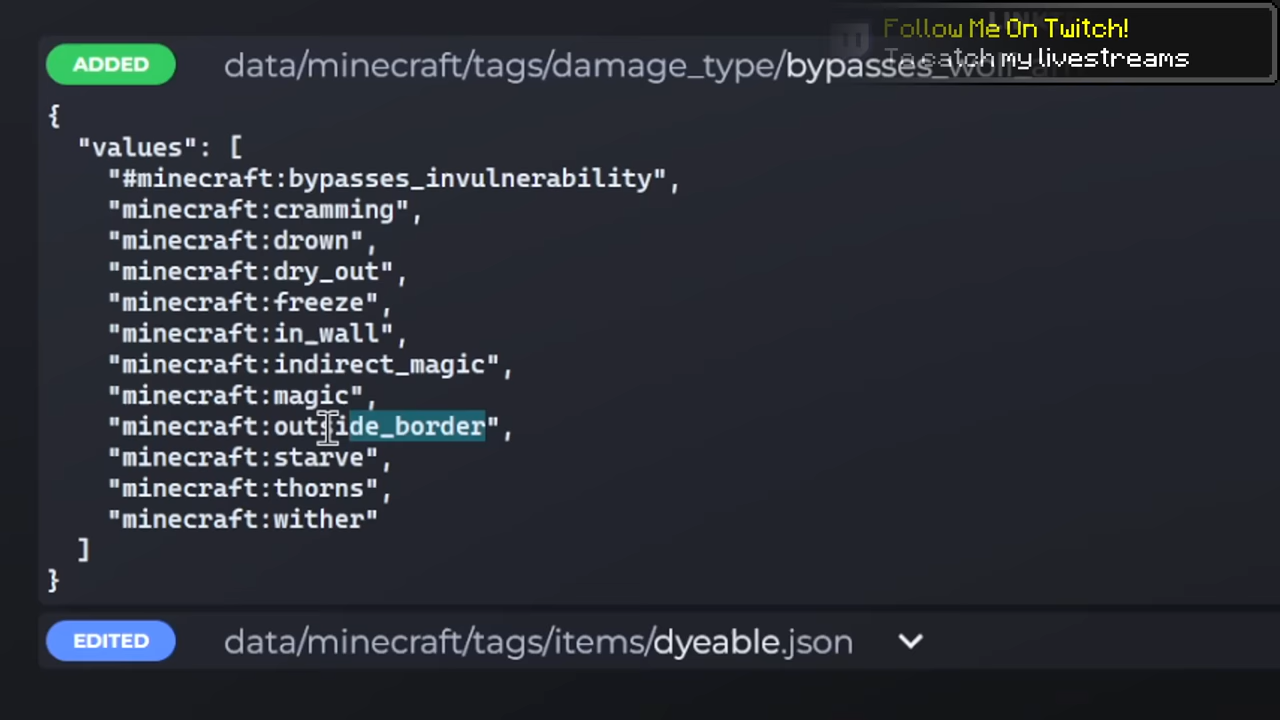 Follow Me On Twitch!
To catch my livestreams
ADDED data/minecraft/tags/damage_type/bypasses_wolf_ar
{
"values": [
"#minecraft:bypasses_invulnerability",
"minecraft:cramming",
"minecraft:drown",
"minecraft:dry_out",
"minecraft:freeze",
"minecraft:in_wall",
"minecraft:indirect_magic",
"minecraft:magic",
"minecraft:outside_border",
"minecraft:starve",
"minecraft:thorns",
"minecraft:wither"
]
}
EDITED data/minecraft/tags/items/dyeable.json